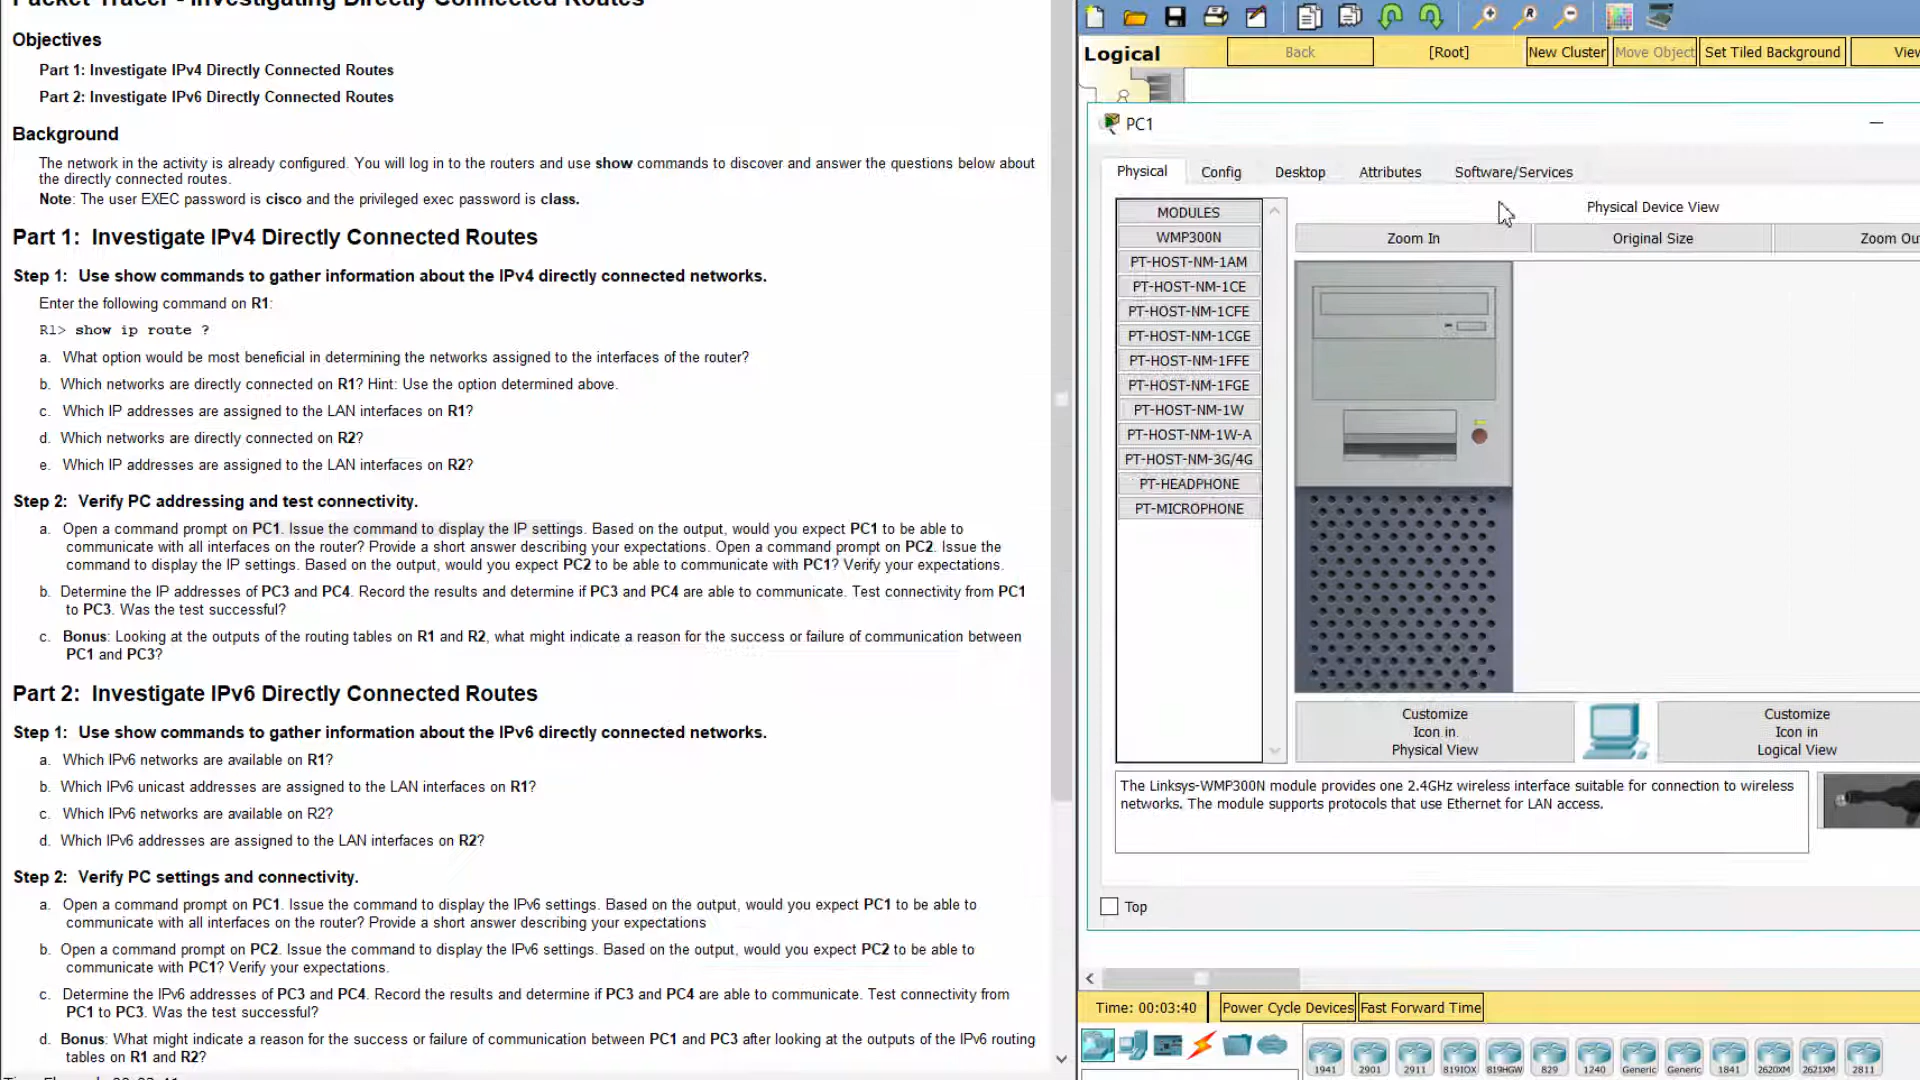 Packet Tracer - Investigating Directly Connected Routes
Objectives
Part 1: Investigate IPv4 Directly Connected Routes
Part 2: Investigate IPv6 Directly Connected Routes
Background
The network in the activity is already configured. You will log in to the routers and use show commands to discover and answer the questions below about
the directly connected routes.
Note: The user EXEC password is cisco and the privileged exec password is class.
Part 1: Investigate IPv4 Directly Connected Routes
Step 1: Use show commands to gather information about the IPv4 directly connected networks.
Enter the following command on R1:
R1> show ip route ?
a. What option would be most beneficial in determining the networks assigned to the interfaces of the router?
b. Which networks are directly connected on R1? Hint: Use the option determined above.
c. Which IP addresses are assigned to the LAN interfaces on R1?
d. Which networks are directly connected on R2?
e. Which IP addresses are assigned to the LAN interfaces on R2?
Step 2: Verify PC addressing and test connectivity.
a. Open a command prompt on PC1. Issue the command to display the IP settings. Based on the output, would you expect PC1 to be able to
communicate with all interfaces on the router? Provide a short answer describing your expectations. Open a command prompt on PC2. Issue the
command to display the IP settings. Based on the output, would you expect PC2 to be able to communicate with PC1? Verify your expectations.
b. Determine the IP addresses of PC3 and PC4. Record the results and determine if PC3 and PC4 are able to communicate. Test connectivity from PC1
to PC3. Was the test successful?
c. Bonus: Looking at the outputs of the routing tables on R1 and R2, what might indicate a reason for the success or failure of communication between
PC1 and PC3?
Part 2: Investigate IPv6 Directly Connected Routes
Step 1: Use show commands to gather information about the IPv6 directly connected networks.
a. Which IPv6 networks are available on R1?
b. Which IPv6 unicast addresses are assigned to the LAN interfaces on R1?
c. Which IPv6 networks are available on R2?
d. Which IPv6 addresses are assigned to the LAN interfaces on R2?
Step 2: Verify PC settings and connectivity.
a. Open a command prompt on PC1. Issue the command to display the IPv6 settings. Based on the output, would you expect PC1 to be able to
communicate with all interfaces on the router? Provide a short answer describing your expectations
b. Open a command prompt on PC2. Issue the command to display the IPv6 settings. Based on the output, would you expect PC2 to be able to
communicate with PC1? Verify your expectations.
c. Determine the IPv6 addresses of PC3 and PC4. Record the results and determine if PC3 and PC4 are able to communicate. Test connectivity from
PC1 to PC3. Was the test successful?
d. Bonus: What might indicate a reason for the success or failure of communication between PC1 and PC3 after looking at the outputs of the IPv6 routing
tables on R1 and R2?
Logical Back [Root] New Cluster Move Object Set Tiled Background View
PC1
Physical Config Desktop Attributes Software/Services
MODULES
WMP300N
PT-HOST-NM-1AM
PT-HOST-NM-1CE
PT-HOST-NM-1CFE
PT-HOST-NM-1CGE
PT-HOST-NM-1FFE
PT-HOST-NM-1FGE
PT-HOST-NM-1W
PT-HOST-NM-1W-A
PT-HOST-NM-3G/4G
PT-HEADPHONE
PT-MICROPHONE
Physical Device View
Zoom In Original Size Zoom Ou
Customize
Icon in
Physical View
Customize
Icon in
Logical View
The Linksys-WMP300N module provides one 2.4GHz wireless interface suitable for connection to wireless
networks. The module supports protocols that use Ethernet for LAN access.
Top
Time: 00:03:40 Power Cycle Devices Fast Forward Time
1941 2901 2911 819IOX 819HGW 829 1240 Generic Generic 1841 2620XM 2621XM 2811